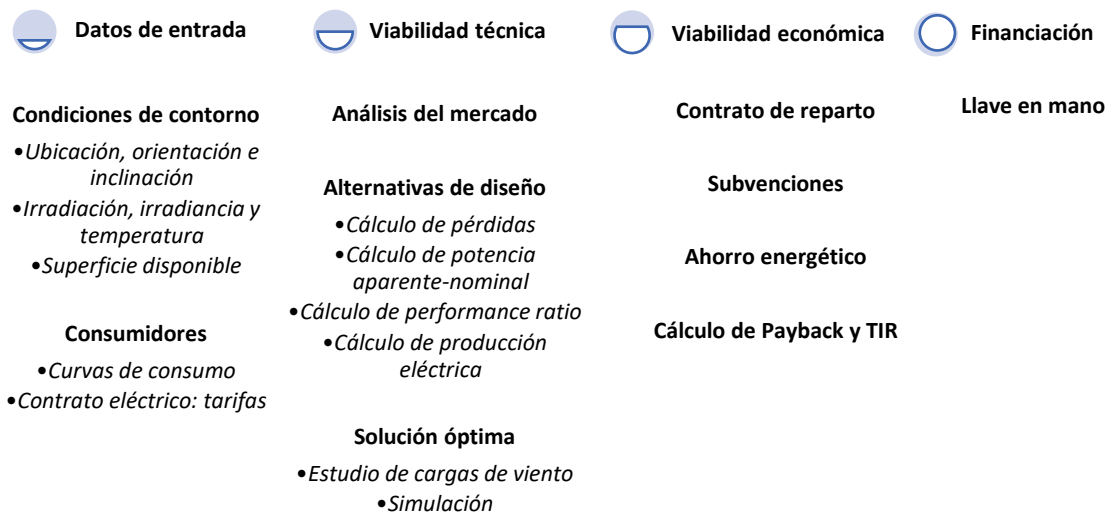 Datos de entrada
Condiciones de contorno
•Ubicación, orientación e
inclinación
•Irradiación, irradiancia y
temperatura
•Superficie disponible
Consumidores
•Curvas de consumo
•Contrato eléctrico: tarifas
Viabilidad técnica
Análisis del mercado
Alternativas de diseño
•Cálculo de pérdidas
•Cálculo de potencia
aparente-nominal
•Cálculo de performance ratio
•Cálculo de producción
eléctrica
Solución óptima
•Estudio de cargas de viento
•Simulación
Viabilidad económica
Contrato de reparto
Subvenciones
Ahorro energético
Cálculo de Payback y TIR
Financiación
Llave en mano